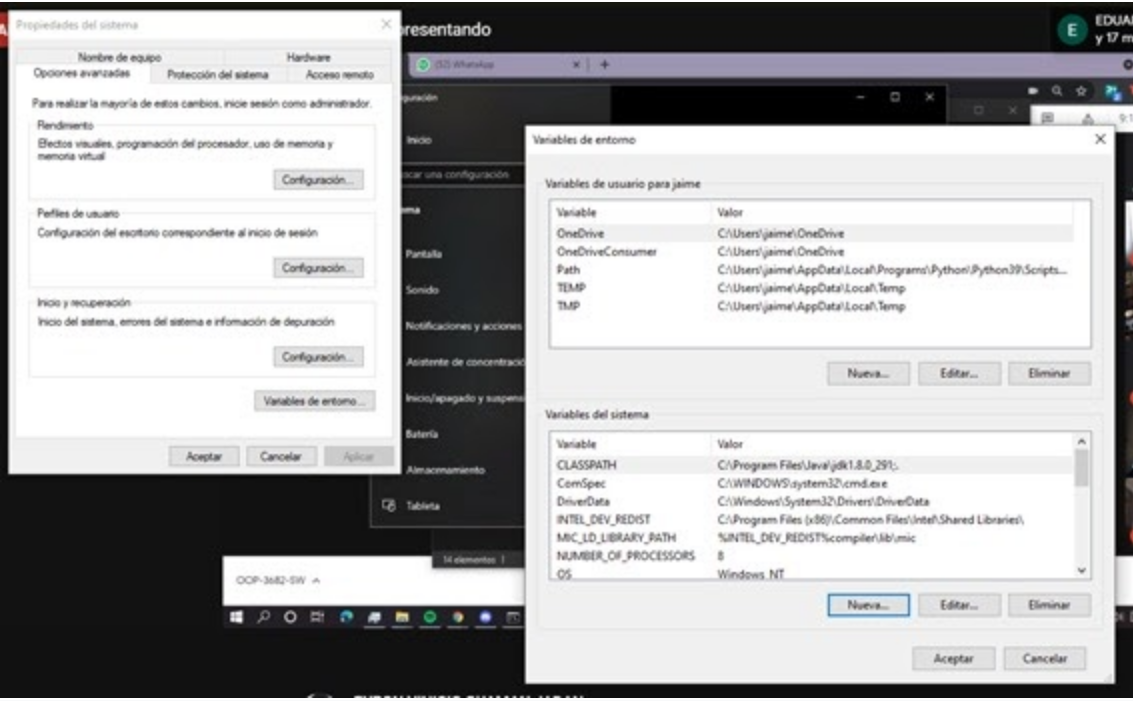 Propiedades del sistema
Nombre de equipo
Hardware
Opciones avanzadas
Protección del sistema
Acceso remoto
Para realizar la mayoría de estos cambios, inicie sesión como administrador.
Rendimiento
Efectos visuales, programación del procesador, uso de memoria y
memoria virtual
Configuración...
Perfiles de usuario
Configuración del escritorio correspondiente al inicio de sesión
Configuración...
Inicio y recuperación
Inicio del sistema, errores del sistema e información de depuración
Configuración...
Variables de entorno...
Aceptar
Cancelar
Aplicar
presentando
E
EDUAR
y 17 m
(52) WhatsApp
Inicio
scar una configuración
Pantalla
Sonido
Notificaciones y acciones
Asistente de concentració
Inicio/apagado y suspens
Batería
Almacenamiento
Tableta
14 elementos
OOP-3682-SW
Variables de entorno
Variables de usuario para jaime
Variable Valor
OneDrive C:\Users\jaime\OneDrive
OneDriveConsumer C:\Users\jaime\OneDrive
Path C:\Users\jaime\AppData\Local\Programs\Python\Python39\Scripts...
TEMP C:\Users\jaime\AppData\Local\Temp
TMP C:\Users\jaime\AppData\Local\Temp
Nueva...
Editar...
Eliminar
Variables del sistema
Variable Valor
CLASSPATH C:\Program Files\Java\jdk1.8.0_291;.
ComSpec C:\WINDOWS\system32\cmd.exe
DriverData C:\Windows\System32\Drivers\DriverData
INTEL_DEV_REDIST C:\Program Files (x86)\Common Files\Intel\Shared Libraries\
MIC_LD_LIBRARY_PATH %INTEL_DEV_REDIST%compiler\lib\mic
NUMBER_OF_PROCESSORS 8
OS Windows_NT
Nueva...
Editar...
Eliminar
Aceptar
Cancelar